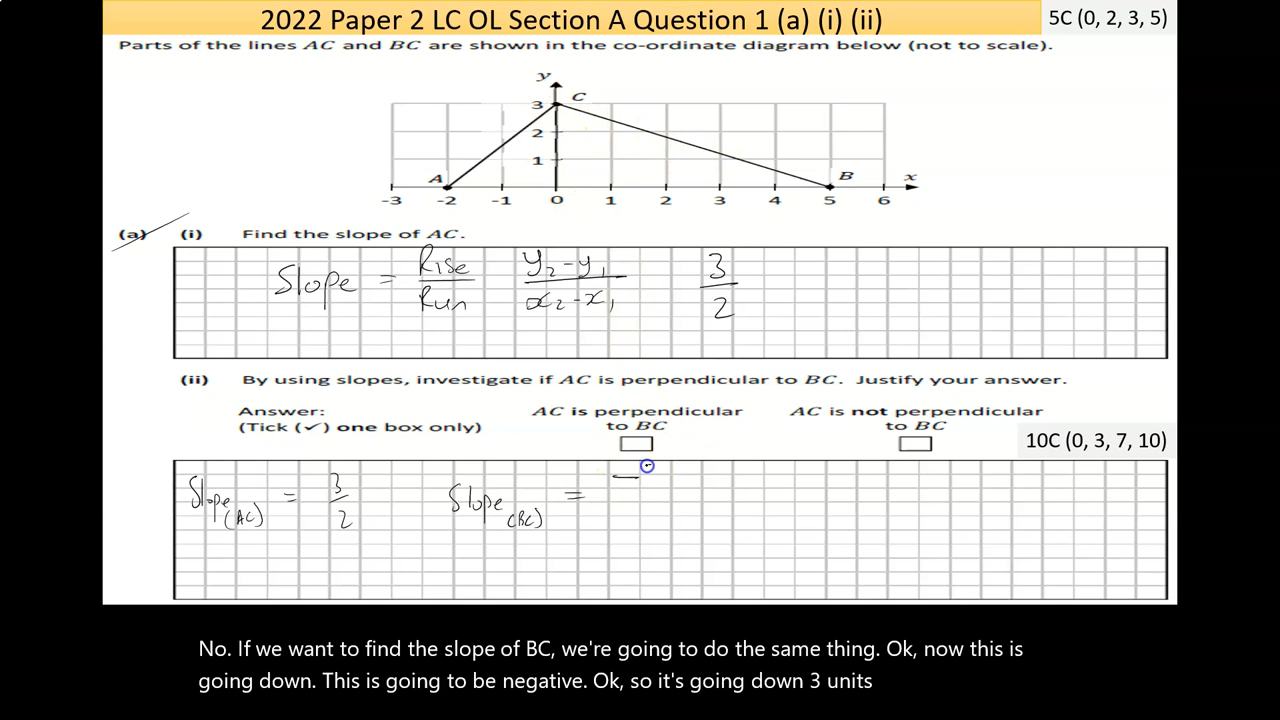 2022 Paper 2 LC OL Section A Question 1 (a) (i) (ii)
5C (0, 2, 3, 5)
Parts of the lines AC and BC are shown in the co-ordinate diagram below (not to scale).
y
C
3
2
1
A
B
x
-3 -2 -1 0 1 2 3 4 5 6
(a) (i) Find the slope of AC.
Slope = Rise/Run y₂-y₁/x₂-x₁ 3/2
(ii) By using slopes, investigate if AC is perpendicular to BC. Justify your answer.
Answer: AC is perpendicular AC is not perpendicular
(Tick (✓) one box only) to BC to BC
10C (0, 3, 7, 10)
Slope(AC) = 3/2 Slope(BC) = –
No. If we want to find the slope of BC, we're going to do the same thing. Ok, now this is
going down. This is going to be negative. Ok, so it's going down 3 units